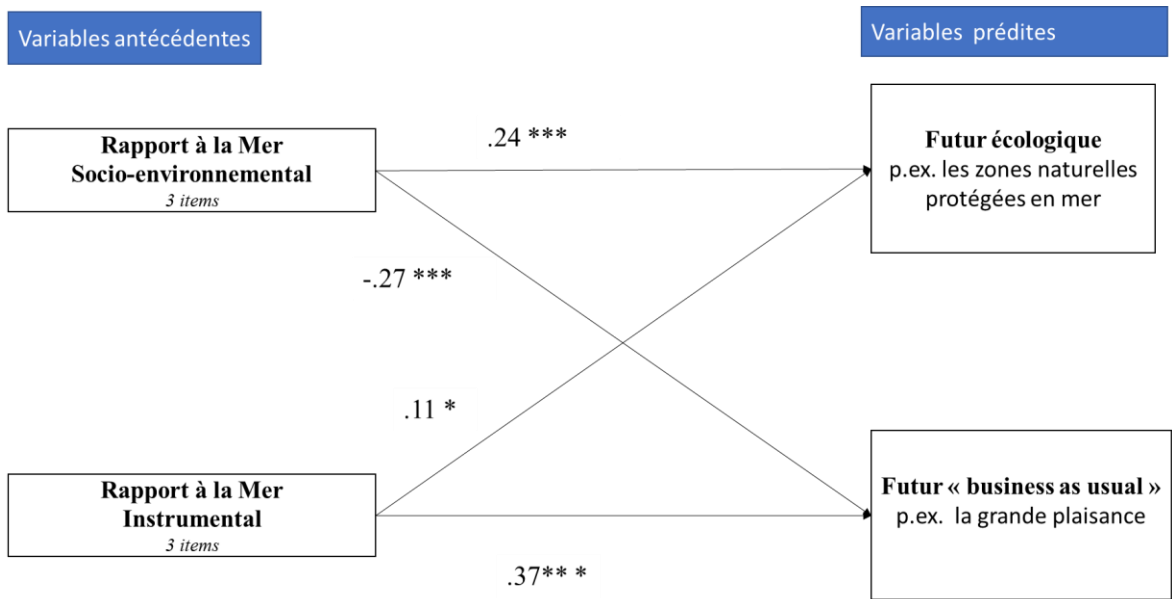 Variables antécédentes
Variables prédites
Rapport à la Mer
Socio-environnemental
3 items
.24 ***
Futur écologique
p.ex. les zones naturelles
protégées en mer
-.27 ***
.11 *
Rapport à la Mer
Instrumental
3 items
Futur « business as usual »
p.ex. la grande plaisance
.37** *